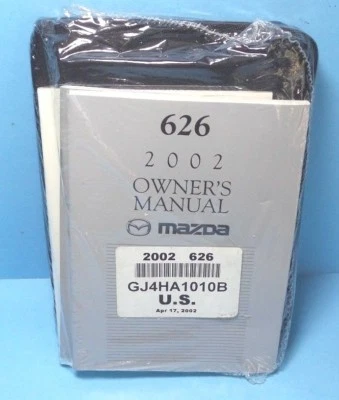 626
2002
OWNER'S
MANUAL
mazda
2002 626
GJ4HA1010B
U.S.
Apr 17, 2002